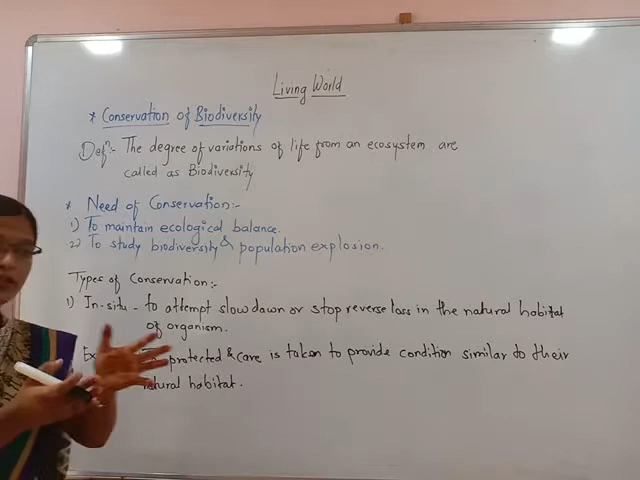 Living World
* Conservation of Biodiversity
Defⁿ:- The degree of variations of life from an ecosystem are
called as Biodiversity
* Need of Conservation:-
1) To maintain ecological balance.
2) To study biodiversity & population explosion.
Types of Conservation:-
1) In-situ - to attempt slow dawn or stop reverse loss in the natural habitat
of organism.
Ex protected & care is taken to provide condition similar to their
natural habitat.